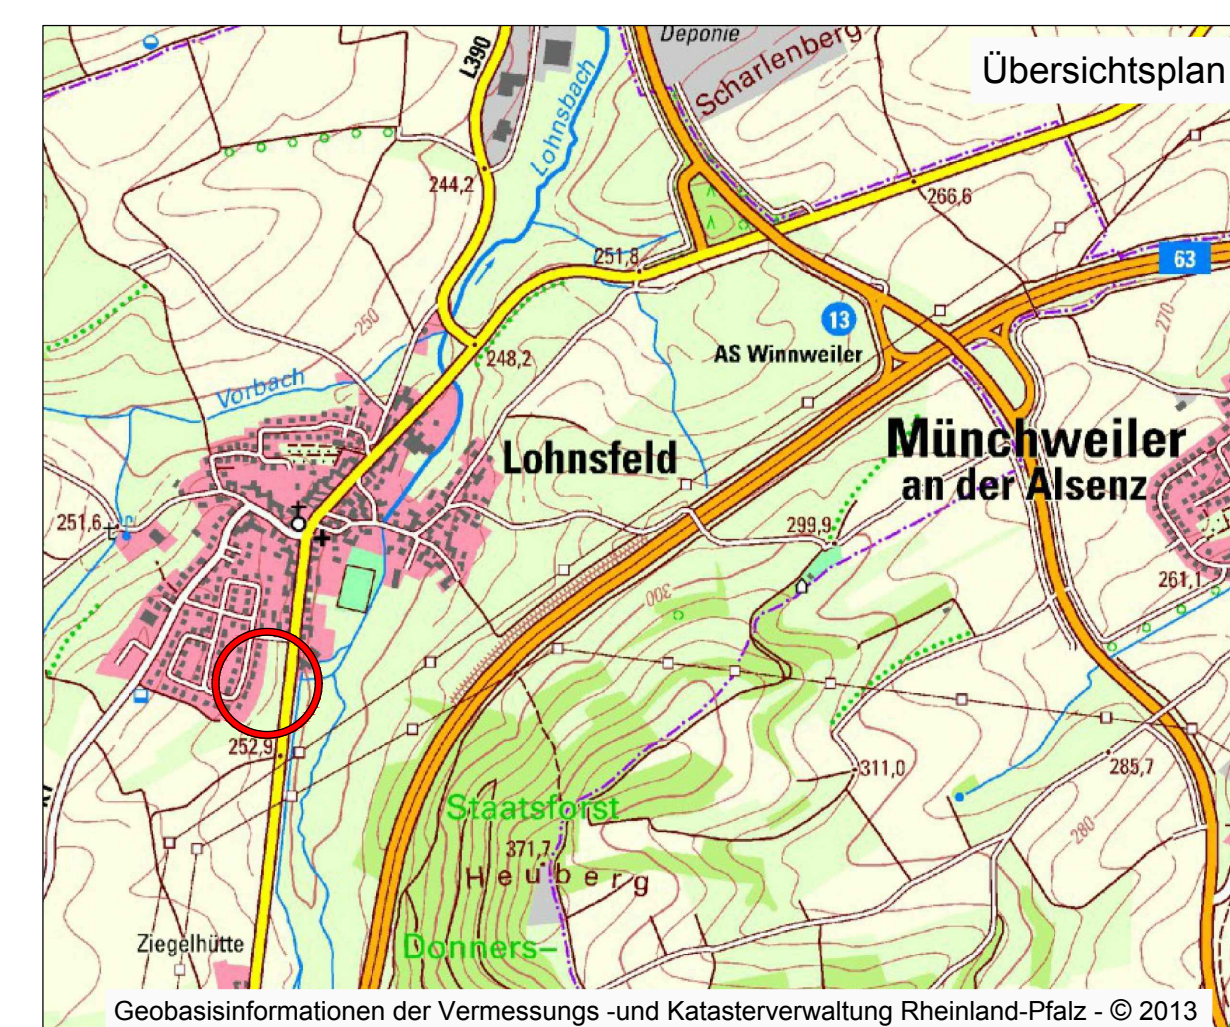 Deponie
Scharlenberg
Übersichtsplan
L390
Lohnsbach
244,2
266,6
251,8
63
250
13
AS Winnweiler
270
248,2
Vorbach
Lohnsfeld
Münchweiler
an der Alsenz
251,6
299,9
300
261,1
252,9
311,0
285,7
Staatsforst
280
371,7
Heuberg
Ziegelhütte
Donners–
Geobasisinformationen der Vermessungs -und Katasterverwaltung Rheinland-Pfalz - © 2013